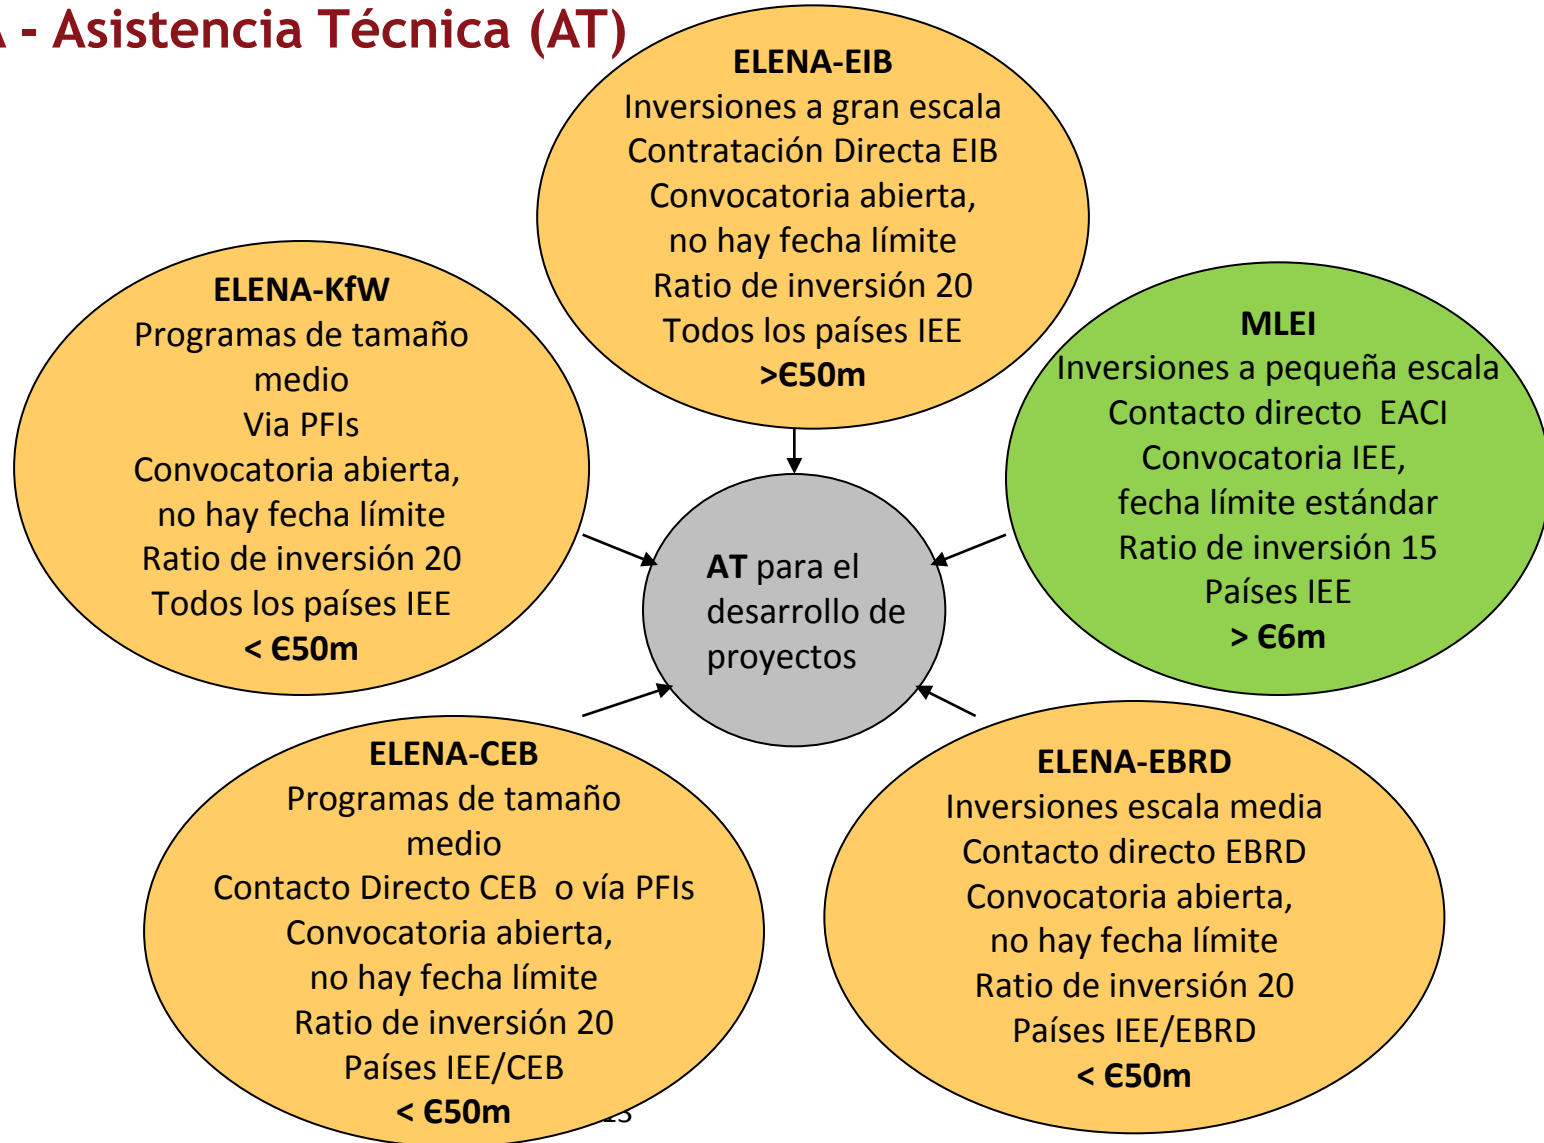 - Asistencia Técnica (AT)
ELENA-EIB
Inversiones a gran escala
Contratación Directa EIB
Convocatoria abierta,
no hay fecha límite
Ratio de inversión 20
Todos los países IEE
>€50m
ELENA-KfW
Programas de tamaño
medio
Via PFIs
Convocatoria abierta,
no hay fecha límite
Ratio de inversión 20
Todos los países IEE
< €50m
MLEI
Inversiones a pequeña escala
Contacto directo EACI
Convocatoria IEE,
fecha límite estándar
Ratio de inversión 15
Países IEE
> €6m
AT para el
desarrollo de
proyectos
ELENA-CEB
Programas de tamaño
medio
Contacto Directo CEB o vía PFIs
Convocatoria abierta,
no hay fecha límite
Ratio de inversión 20
Países IEE/CEB
< €50m
ELENA-EBRD
Inversiones escala media
Contacto directo EBRD
Convocatoria abierta,
no hay fecha límite
Ratio de inversión 20
Países IEE/EBRD
< €50m